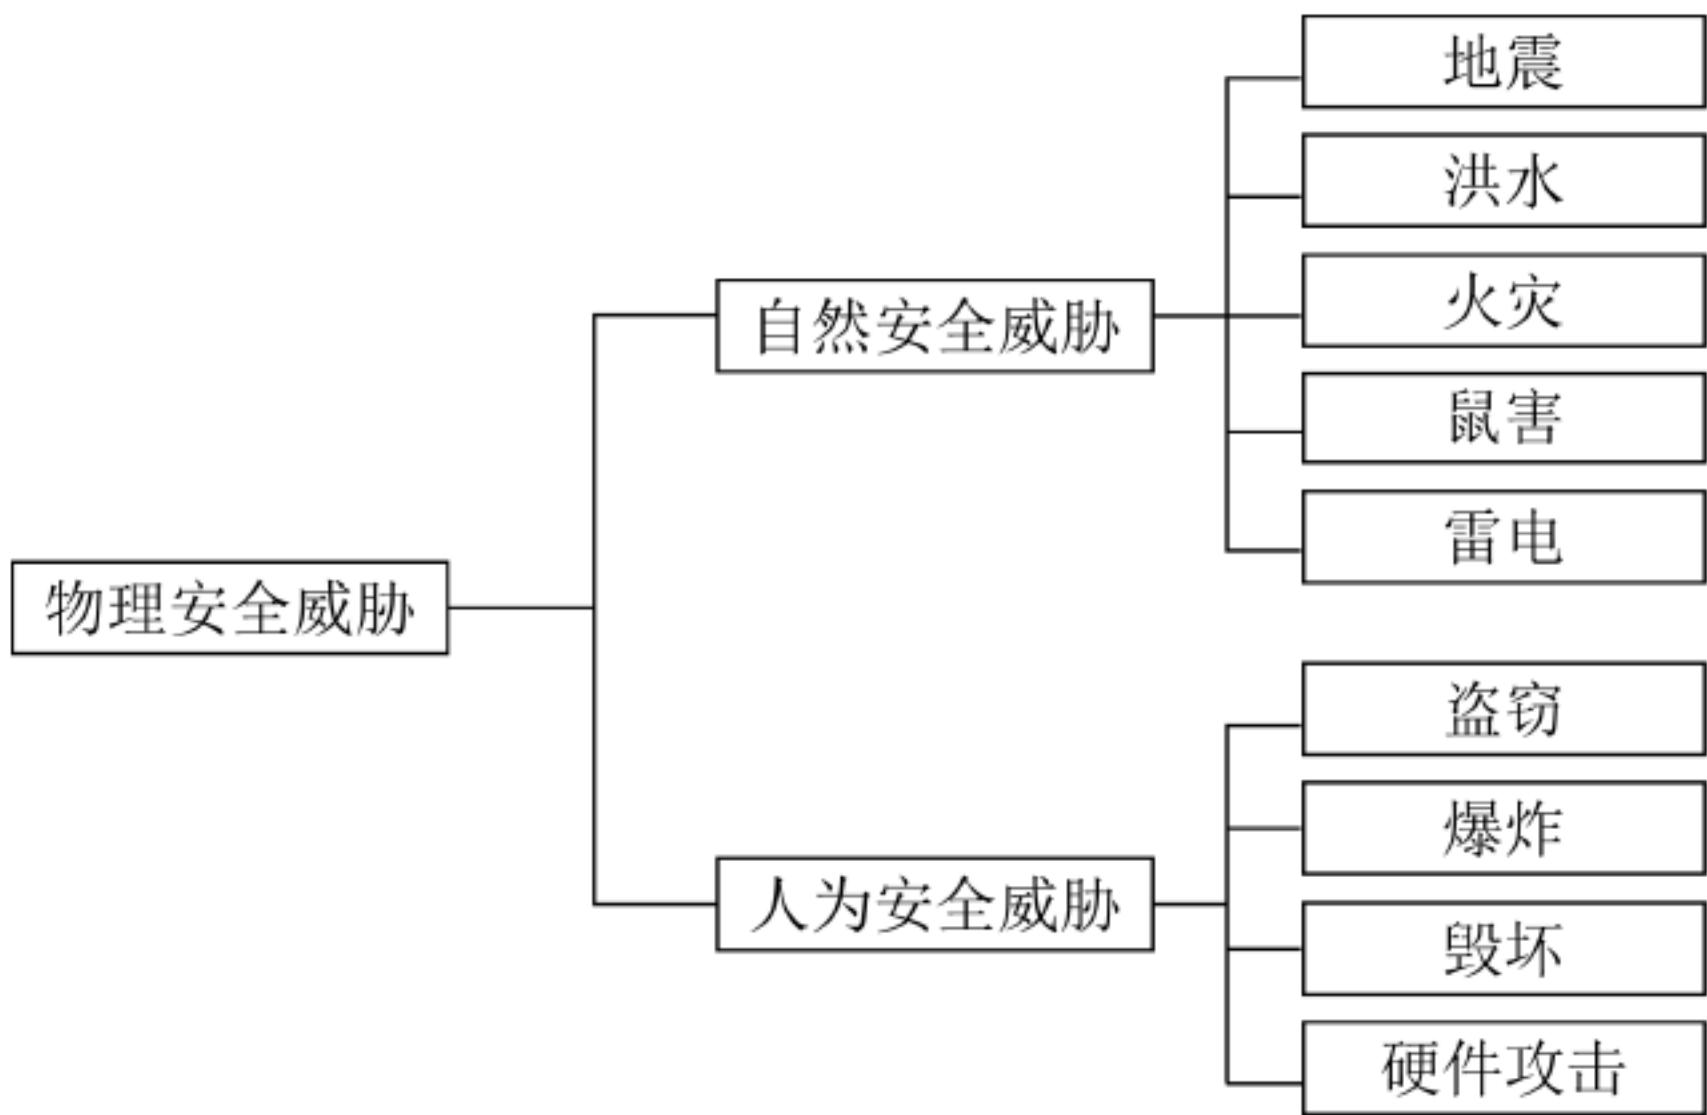 地震
洪水
火灾
自然安全威胁
鼠害
雷电
物理安全威胁
盗窃
爆炸
人为安全威胁
毁坏
硬件攻击